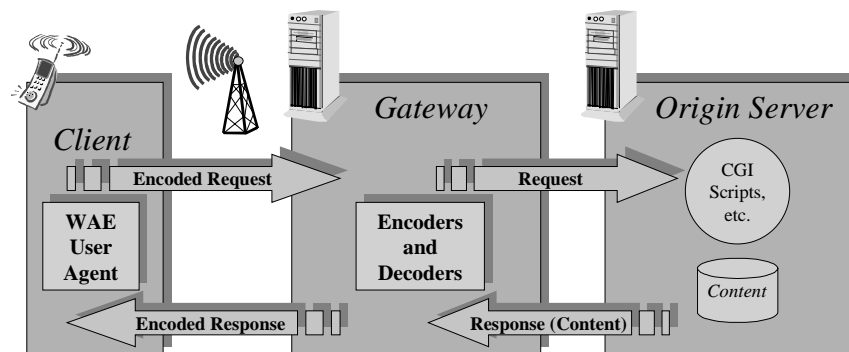 Client
Gateway
Origin Server
Encoded Request
Request
CGI
Scripts,
etc.
WAE
User
Agent
Encoders
and
Decoders
Content
Encoded Response
Response (Content)